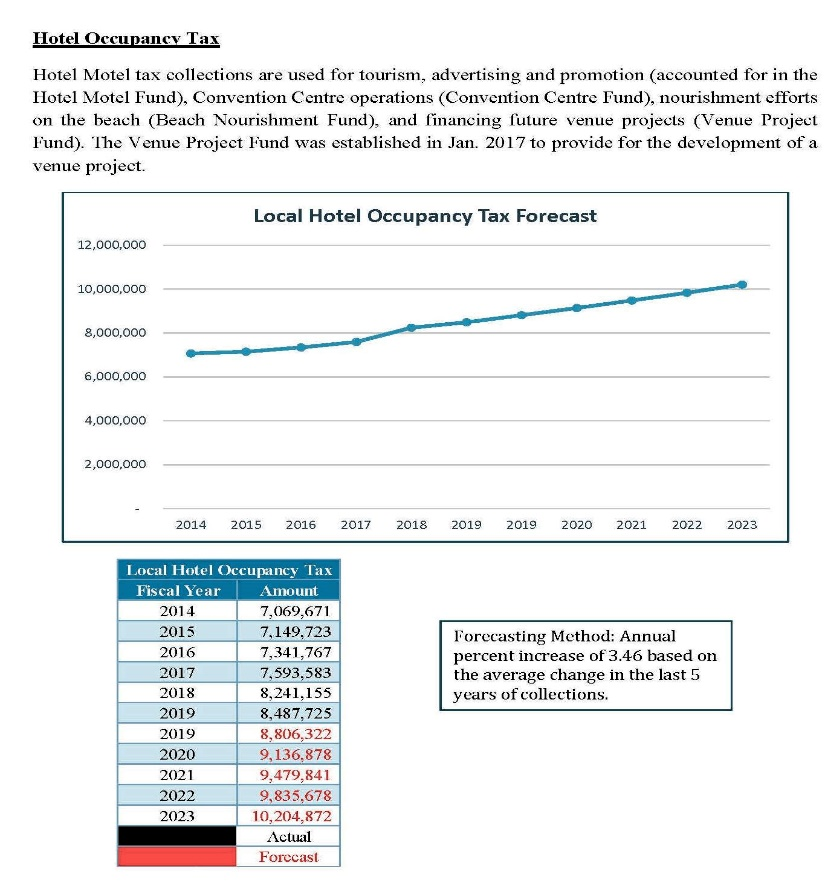 Hotel Occupancy Tax
Hotel Motel tax collections are used for tourism, advertising and promotion (accounted for in the
Hotel Motel Fund), Convention Centre operations (Convention Centre Fund), nourishment efforts
on the beach (Beach Nourishment Fund), and financing future venue projects (Venue Project
Fund). The Venue Project Fund was established in Jan. 2017 to provide for the development of a
venue project.
Local Hotel Occupancy Tax Forecast
12,000,000
10,000,000
8,000,000
6,000,000
4,000,000
2,000,000
-
2014 2015 2016 2017 2018 2019 2019 2020 2021 2022 2023
Local Hotel Occupancy Tax
Fiscal Year Amount
2014 7,069,671
2015 7,149,723
2016 7,341,767
2017 7,593,583
2018 8,241,155
2019 8,487,725
2019 8,806,322
2020 9,136,878
2021 9,479,841
2022 9,835,678
2023 10,204,872
Actual
Forecast
Forecasting Method: Annual
percent increase of 3.46 based on
the average change in the last 5
years of collections.